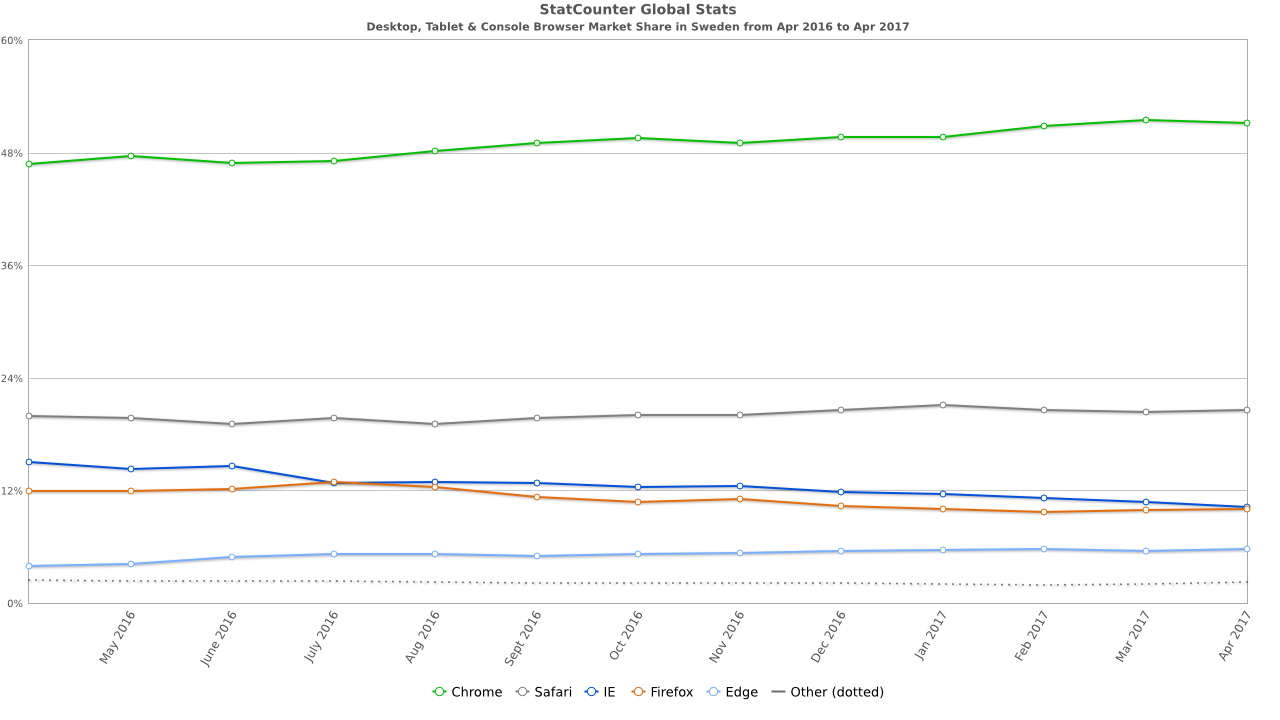 StatCounter Global Stats
Desktop, Tablet & Console Browser Market Share in Sweden from Apr 2016 to Apr 2017
60%
48%
36%
24%
12%
0%
May 2016
June 2016
July 2016
Aug 2016
Sept 2016
Oct 2016
Nov 2016
Dec 2016
Jan 2017
Feb 2017
Mar 2017
Apr 2017
Chrome Safari IE Firefox Edge Other (dotted)